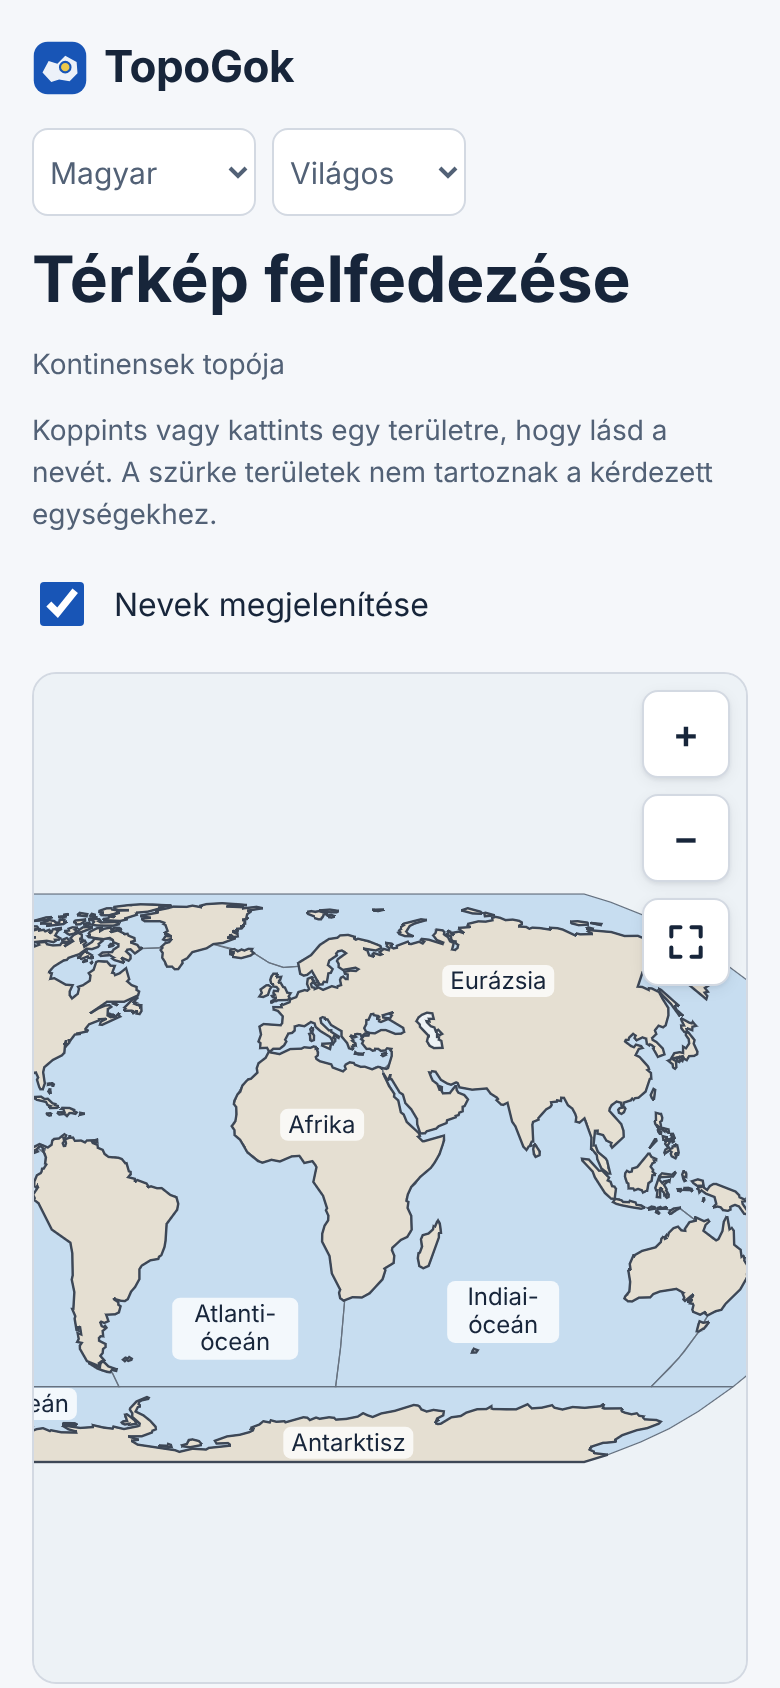 TopoGok
Magyar
Világos
Térkép felfedezése
Kontinensek topója
Koppints vagy kattints egy területre, hogy lásd a
nevét. A szürke területek nem tartoznak a kérdezett
egységekhez.
Nevek megjelenítése
+
−
Eurázsia
Afrika
Indiai-
óceán
Atlanti-
óceán
eán
Antarktisz